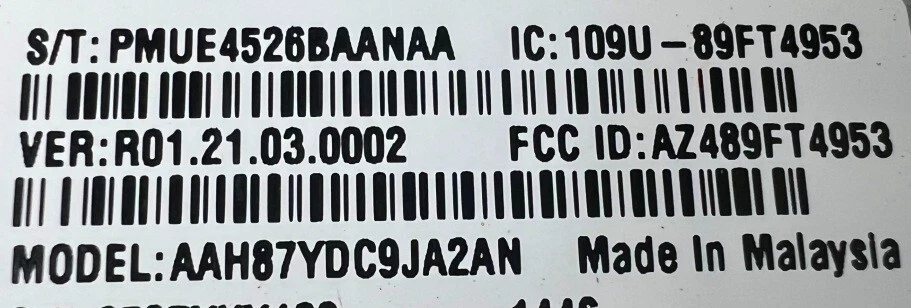 S/T: PMUE4526BAANAA IC: 109U-89FT4953
VER: R01.21.03.0002 FCC ID: AZ489FT4953
MODEL: AAH87YDC9JA2AN Made In Malaysia